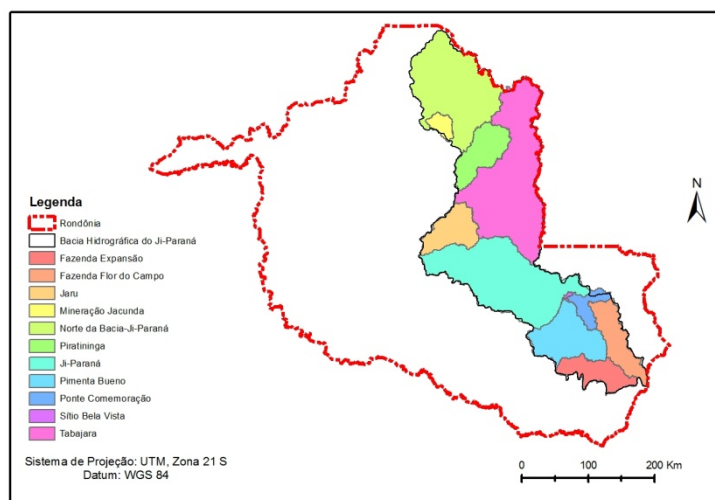 N
Legenda
Rondônia
Bacia Hidrográfica do Ji-Paraná
Fazenda Expansão
Fazenda Flor do Campo
Jaru
Mineração Jacunda
Norte da Bacia-Ji-Paraná
Piratininga
Ji-Paraná
Pimenta Bueno
Ponte Comemoração
Sítio Bela Vista
Tabajara
Sistema de Projeção: UTM, Zona 21 S
Datum: WGS 84
0 100 200 Km